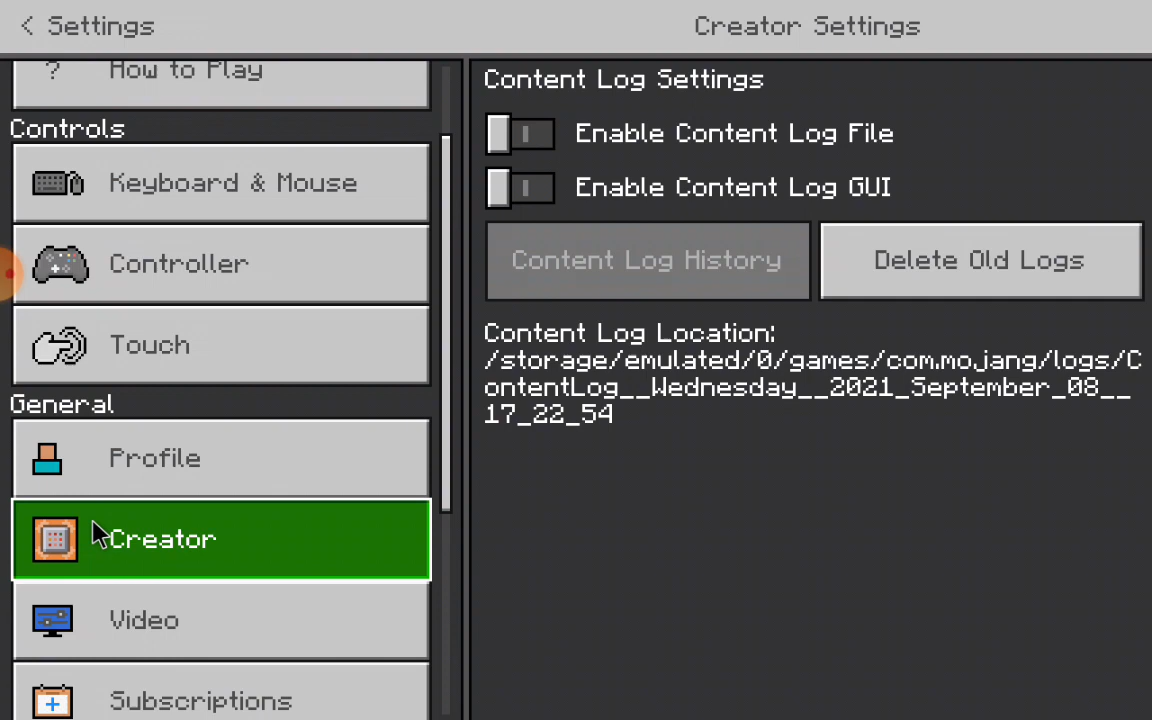 < Settings
Creator Settings
? How to Play
Controls
Keyboard & Mouse
Controller
Touch
General
Profile
Creator
Video
Subscriptions
Content Log Settings
Enable Content Log File
Enable Content Log GUI
Content Log History
Delete Old Logs
Content Log Location:
/storage/emulated/0/games/com.mojang/logs/C
ontentLog__Wednesday__2021_September_08__
17_22_54